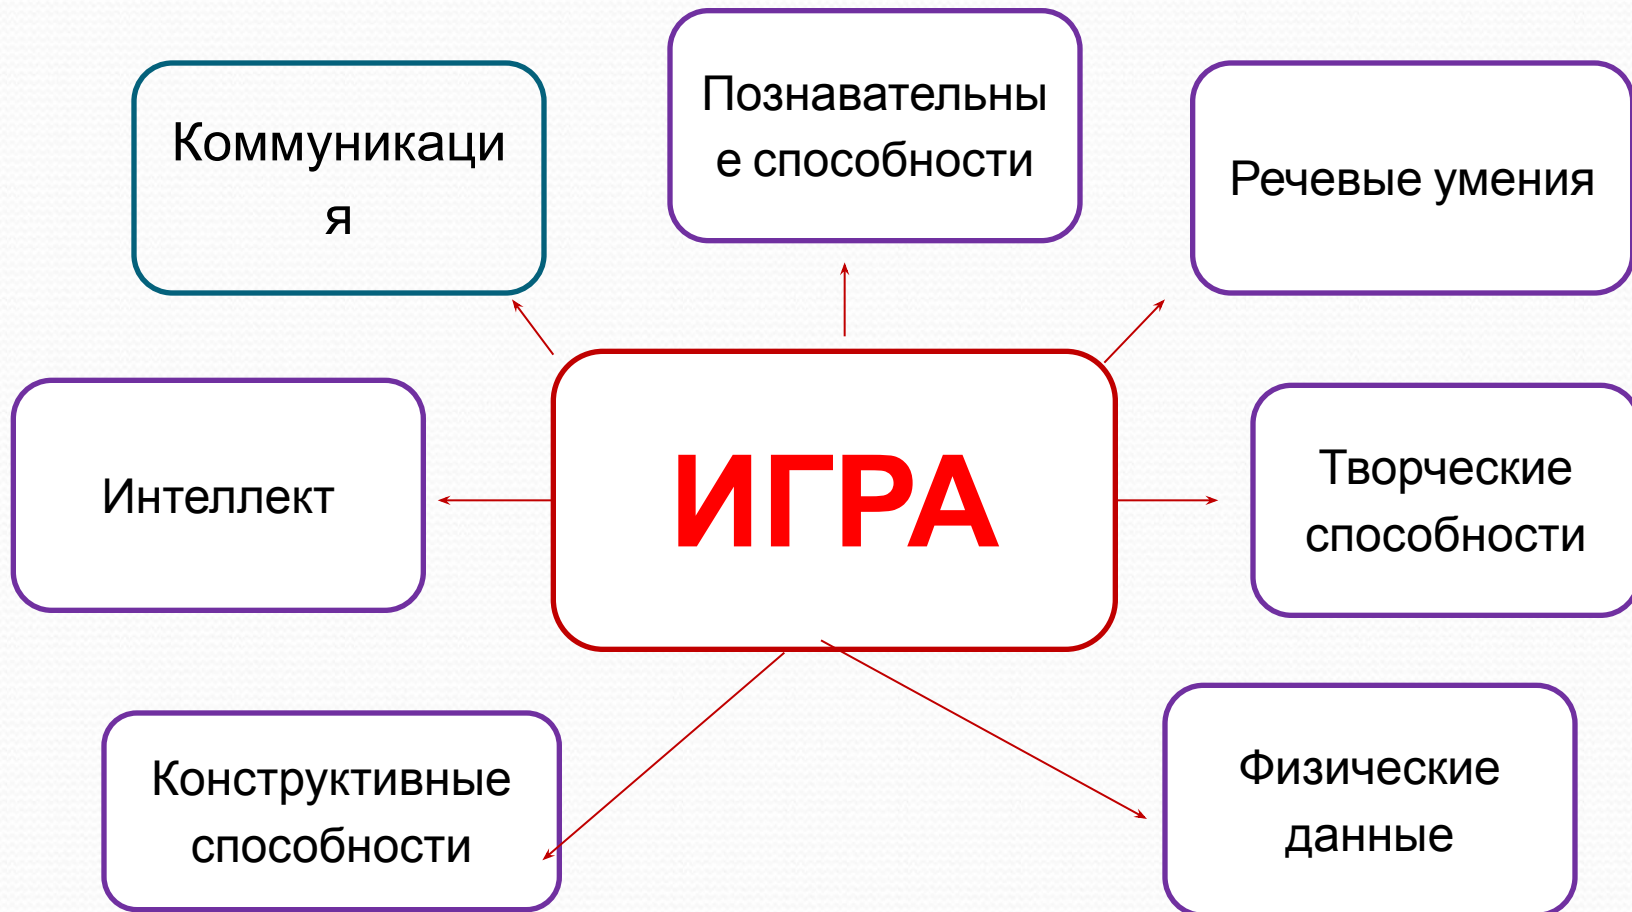 Коммуникаци
я
Познавательны
е способности
Речевые умения
Интеллект
ИГРА
Творческие
способности
Конструктивные
способности
Физические
данные